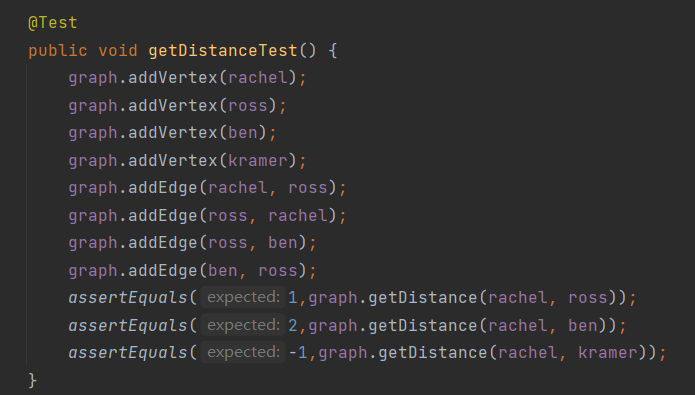 @Test
public void getDistanceTest() {
graph.addVertex(rachel);
graph.addVertex(ross);
graph.addVertex(ben);
graph.addVertex(kramer);
graph.addEdge(rachel, ross);
graph.addEdge(ross, rachel);
graph.addEdge(ross, ben);
graph.addEdge(ben, ross);
assertEquals( expected: 1,graph.getDistance(rachel, ross));
assertEquals( expected: 2,graph.getDistance(rachel, ben));
assertEquals( expected: -1,graph.getDistance(rachel, kramer));
}